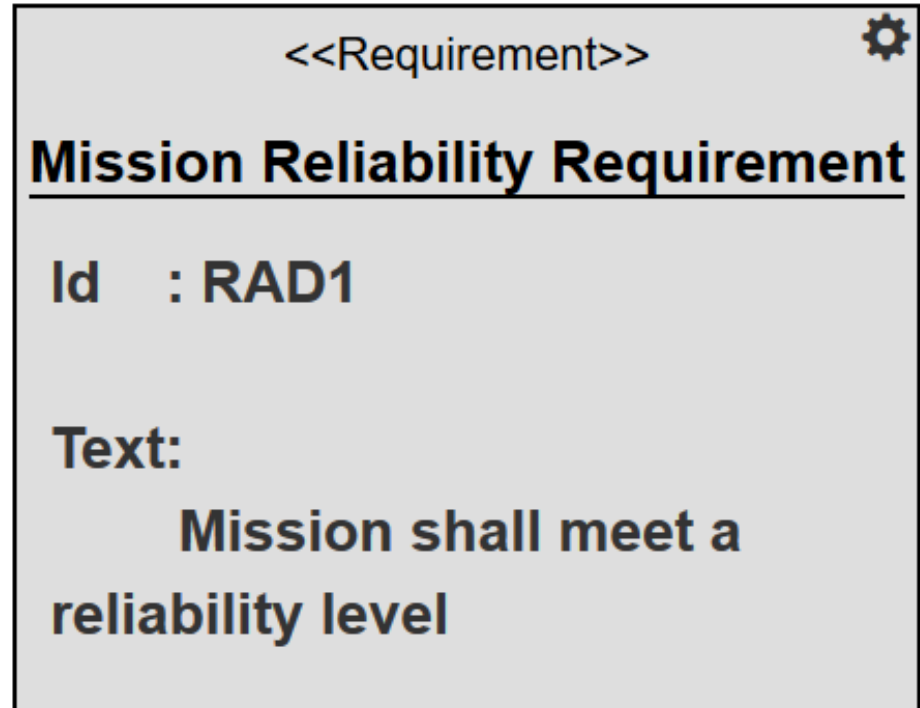 <<Requirement>>
Mission Reliability Requirement
Id : RAD1
Text:
Mission shall meet a
reliability level